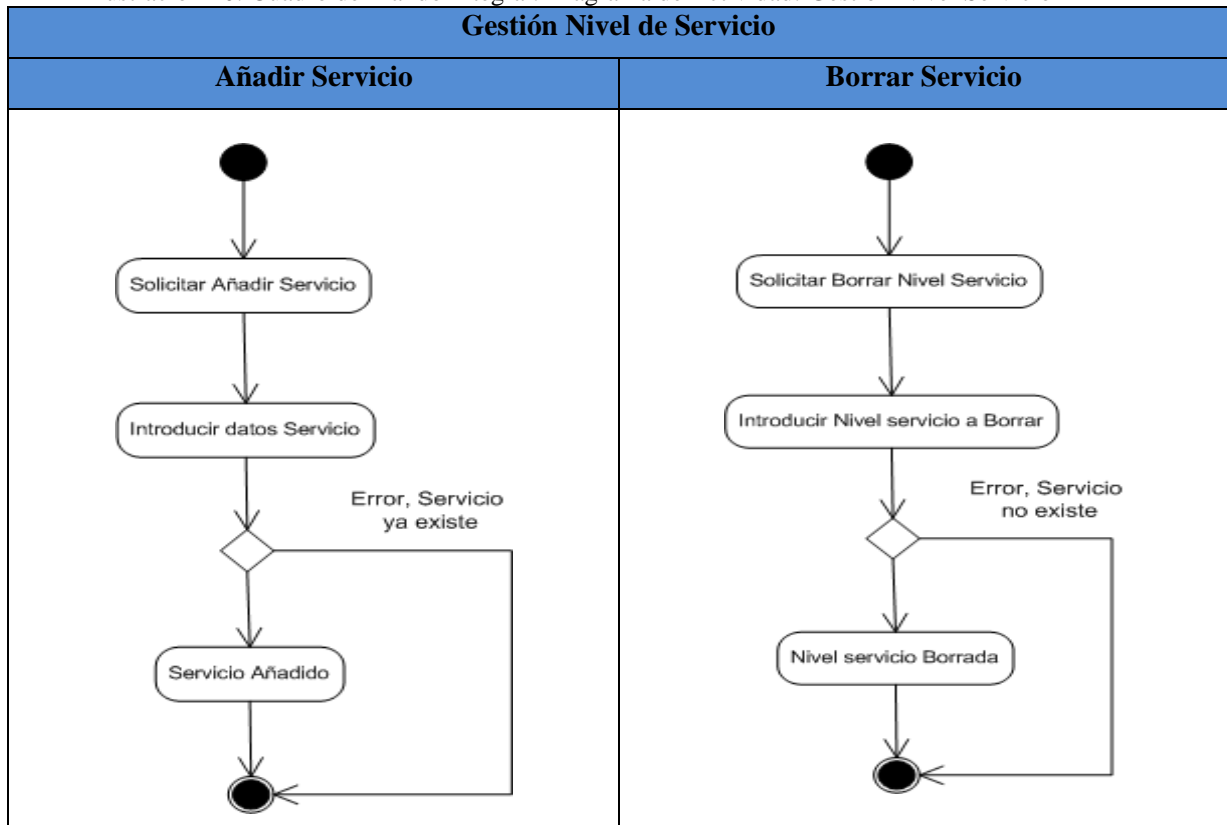 Gestión Nivel de Servicio
Añadir Servicio
Borrar Servicio
Solicitar Añadir Servicio
Introducir datos Servicio
Error, Servicio
ya existe
Servicio Añadido
Solicitar Borrar Nivel Servicio
Introducir Nivel servicio a Borrar
Error, Servicio
no existe
Nivel servicio Borrada